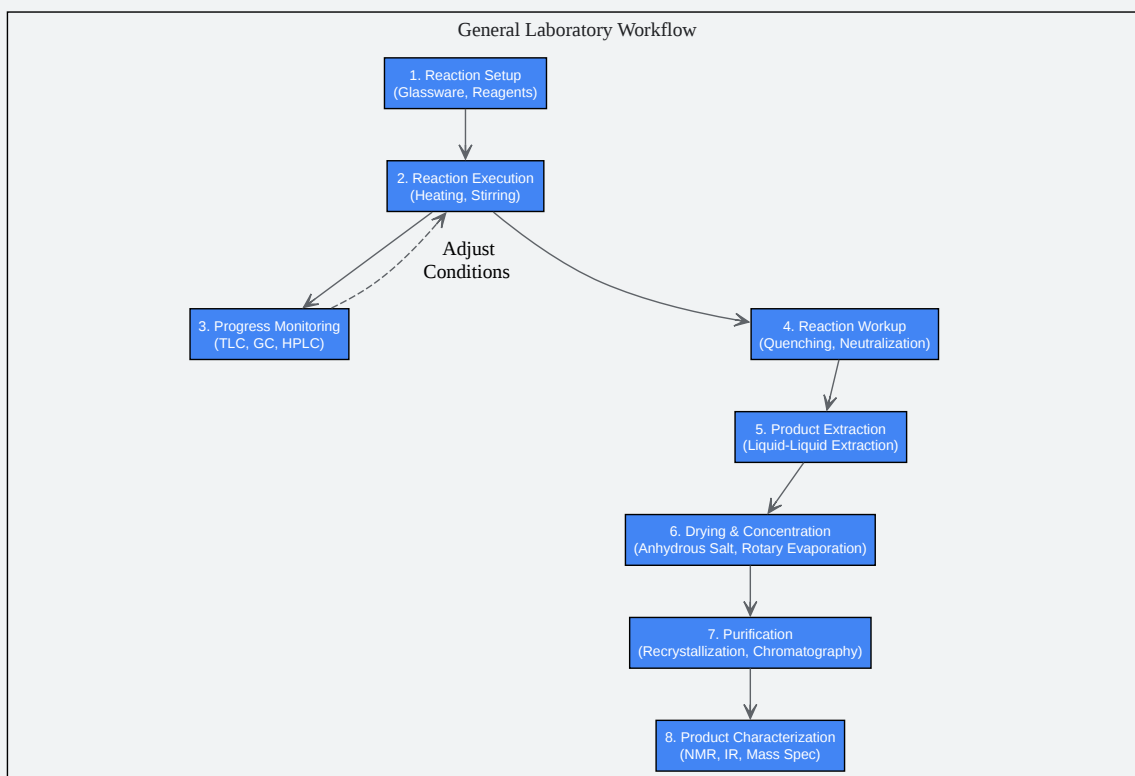 General Laboratory Workflow
1. Reaction Setup
(Glassware, Reagents)
2. Reaction Execution
(Heating, Stirring)
Adjust
Conditions
3. Progress Monitoring
(TLC, GC, HPLC)
4. Reaction Workup
(Quenching, Neutralization)
5. Product Extraction
(Liquid-Liquid Extraction)
6. Drying & Concentration
(Anhydrous Salt, Rotary Evaporation)
7. Purification
(Recrystallization, Chromatography)
8. Product Characterization
(NMR, IR, Mass Spec)